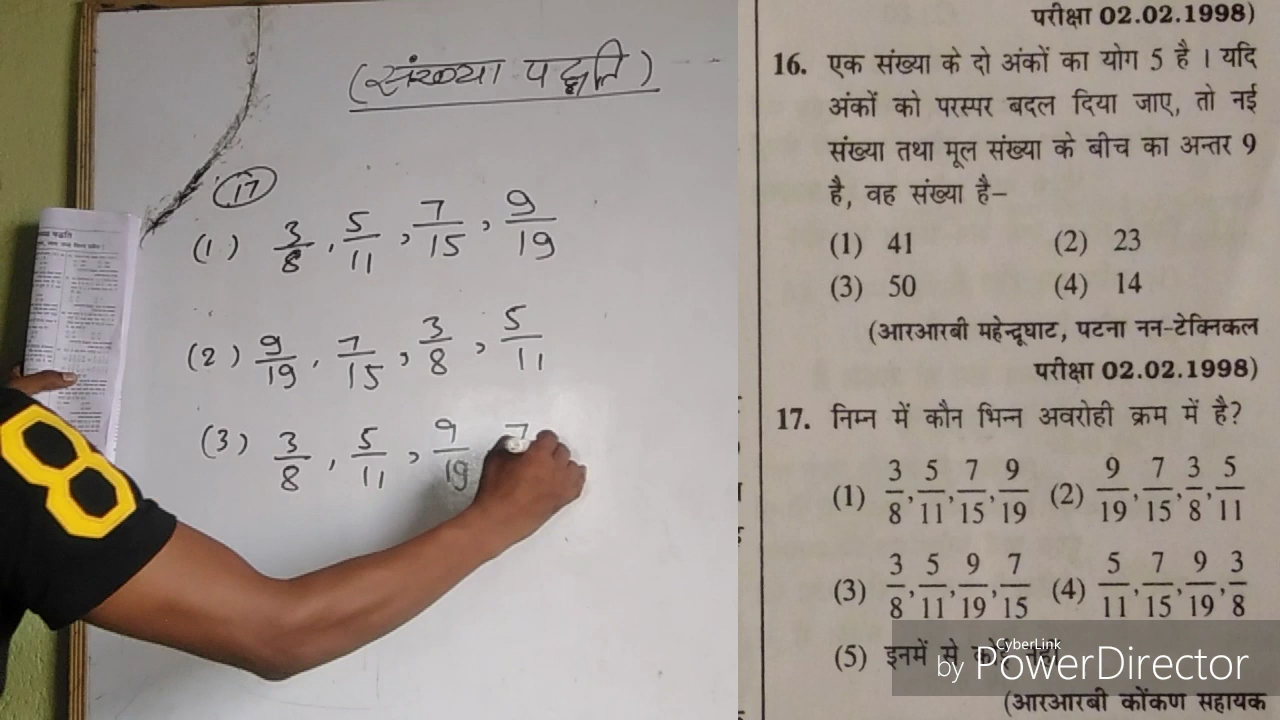 (संख्या पद्धति)
17
(1) 3/8, 5/11, 7/15, 9/19
(2) 9/19, 7/15, 3/8, 5/11
(3) 3/8, 5/11, 9/19 7
8
परीक्षा 02.02.1998)
16. एक संख्या के दो अंकों का योग 5 है । यदि
अंकों को परस्पर बदल दिया जाए, तो नई
संख्या तथा मूल संख्या के बीच का अन्तर 9
है, वह संख्या है–
(1) 41 (2) 23
(3) 50 (4) 14
(आरआरबी महेन्द्रूघाट, पटना नन-टेक्निकल
परीक्षा 02.02.1998)
17. निम्न में कौन भिन्न अवरोही क्रम में है?
(1) 3/8, 5/11, 7/15, 9/19 (2) 9/19, 7/15, 3/8, 5/11
(3) 3/8, 5/11, 9/19, 7/15 (4) 5/11, 7/15, 9/19, 3/8
(5) इनमें से कोई नहीं
(आरआरबी कोंकण सहायक
by CyberLink PowerDirector